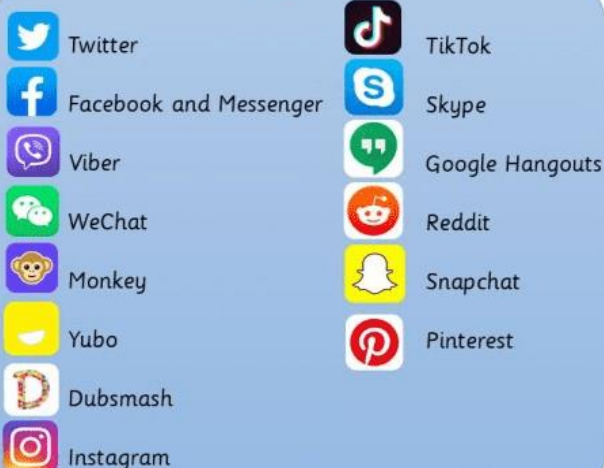 Twitter
Facebook and Messenger
Viber
WeChat
Monkey
Yubo
Dubsmash
Instagram
TikTok
Skype
Google Hangouts
Reddit
Snapchat
Pinterest